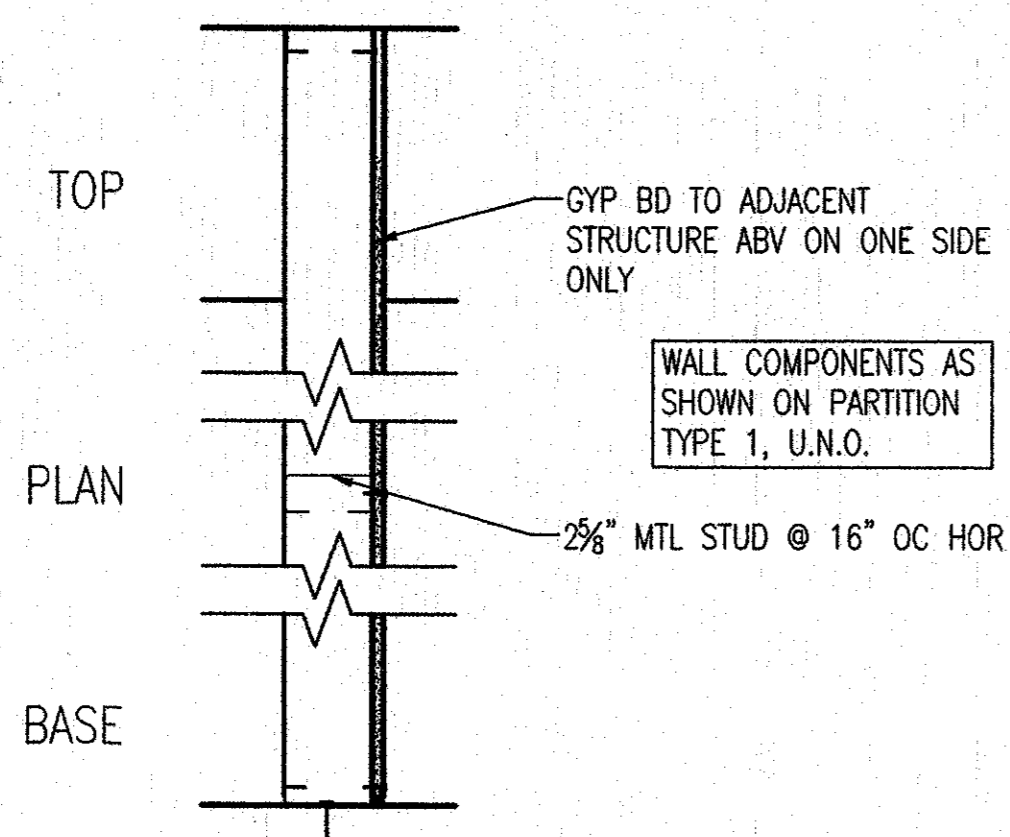 TOP
GYP BD TO ADJACENT
STRUCTURE ABV ON ONE SIDE
ONLY
WALL COMPONENTS AS
SHOWN ON PARTITION
TYPE 1, U.N.O.
PLAN
2⅝" MTL STUD @ 16" OC HOR
BASE